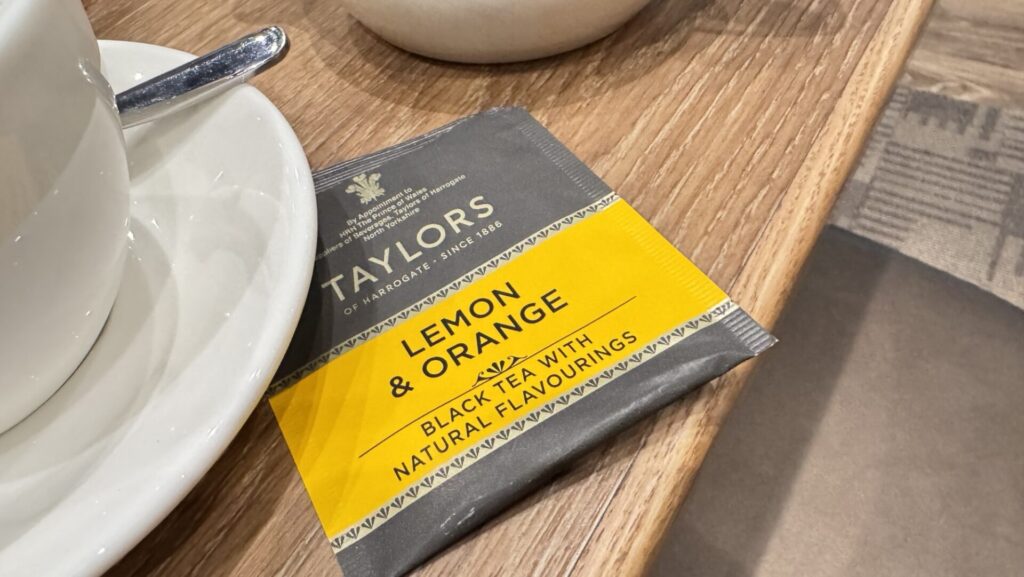 By Appointment to
HRH The Prince of Wales
Suppliers of Beverages, Taylors of Harrogate
North Yorkshire
TAYLORS
OF HARROGATE · SINCE 1886
LEMON
& ORANGE
BLACK TEA WITH
NATURAL FLAVOURINGS